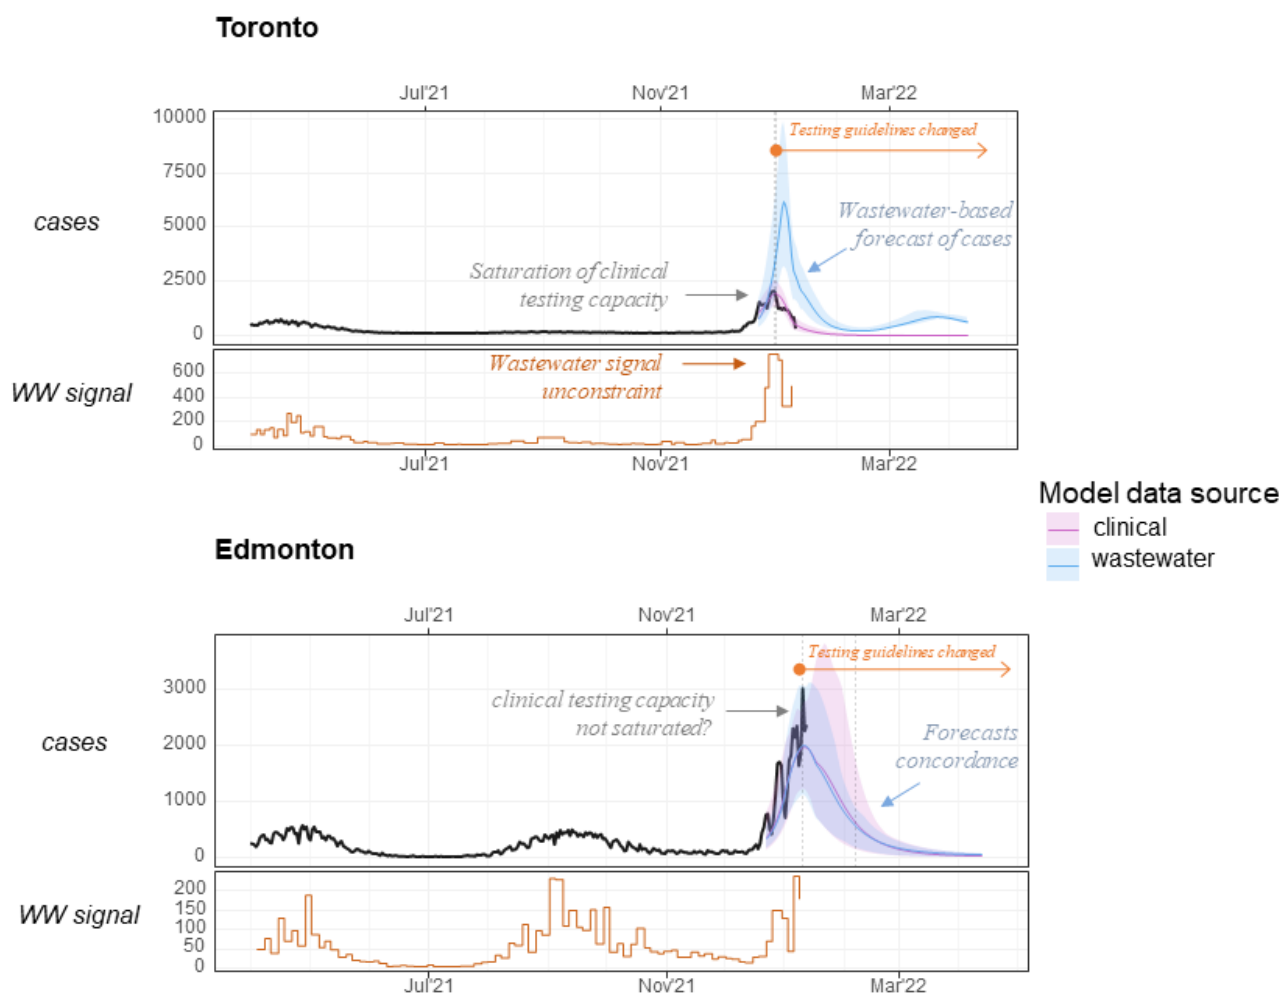 Toronto
Jul'21 Nov'21 Mar'22
10000
Testing guidelines changed
7500
cases
5000
Wastewater-based
forecast of cases
Saturation of clinical
testing capacity
2500
0
WW signal
600
400
200
0
Wastewater signal
unconstraint
Jul'21 Nov'21 Mar'22
Model data source
clinical
wastewater
Edmonton
Jul'21 Nov'21 Mar'22
Testing guidelines changed
3000
clinical testing capacity
not saturated?
cases
2000
Forecasts
concordance
1000
0
WW signal
200
150
100
50
0
Jul'21 Nov'21 Mar'22